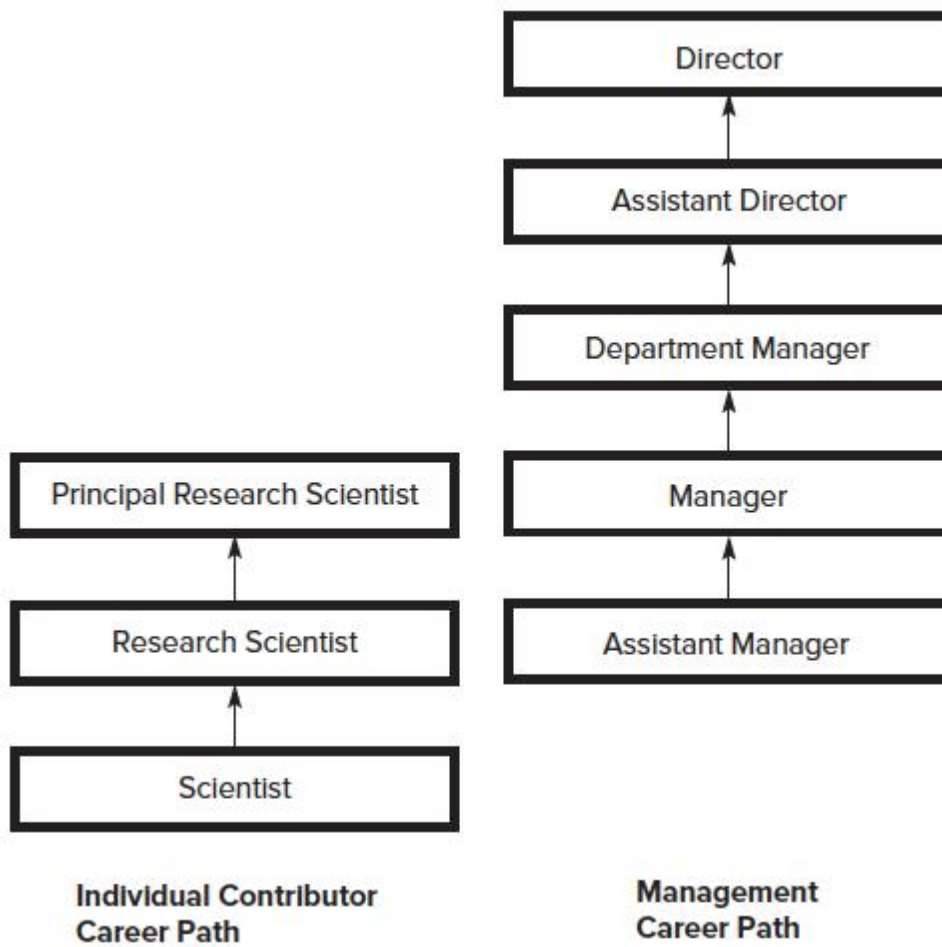 Director
Assistant Director
Department Manager
Manager
Assistant Manager
Principal Research Scientist
Research Scientist
Scientist
Individual Contributor
Career Path
Management
Career Path